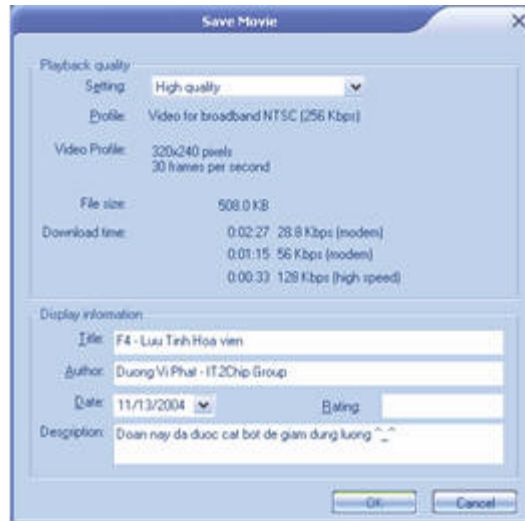 Save Movie
Playback quality
Setting: High quality
Profile: Video for broadband NTSC (256 Kbps)
Video Profile: 320x240 pixels
30 frames per second
File size: 508.0 KB
Download time: 0:02:27 28.8 Kbps (modem)
0:01:15 56 Kbps (modem)
0:00:33 128 Kbps (high speed)
Display information
Title: F4 - Luu Tinh Hoa vien
Author: Duong Vi Phat - IT2Chip Group
Date: 11/13/2004 Rating:
Description: Doan nay da duoc cat bot de giam dung luong ^_^
OK Cancel